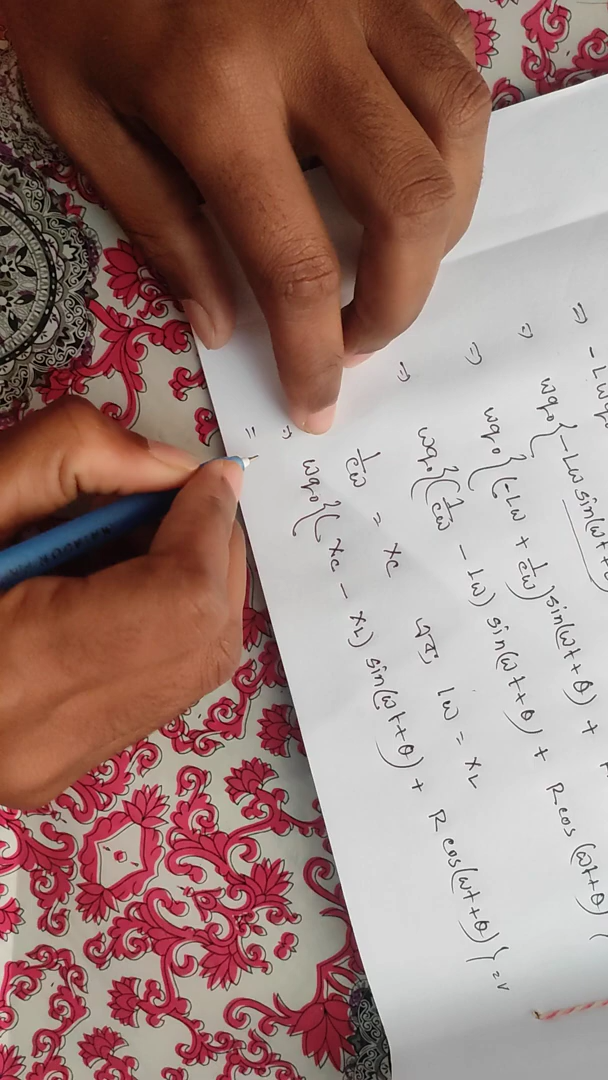 ⇒ - Lωq₀
⇒ ωq₀{-Lω sin(ωt+
⇒ ωq₀{(-Lω + 1/cω) sin(ωt+θ) +
⇒ ωq₀{(1/cω - Lω) sin(ωt+θ) + R cos(ωt+θ)
1/cω = Xc एवं Lω = XL
⇒ ωq₀{(Xc - XL) sin(ωt+θ) + R cos(ωt+θ)} = v
=